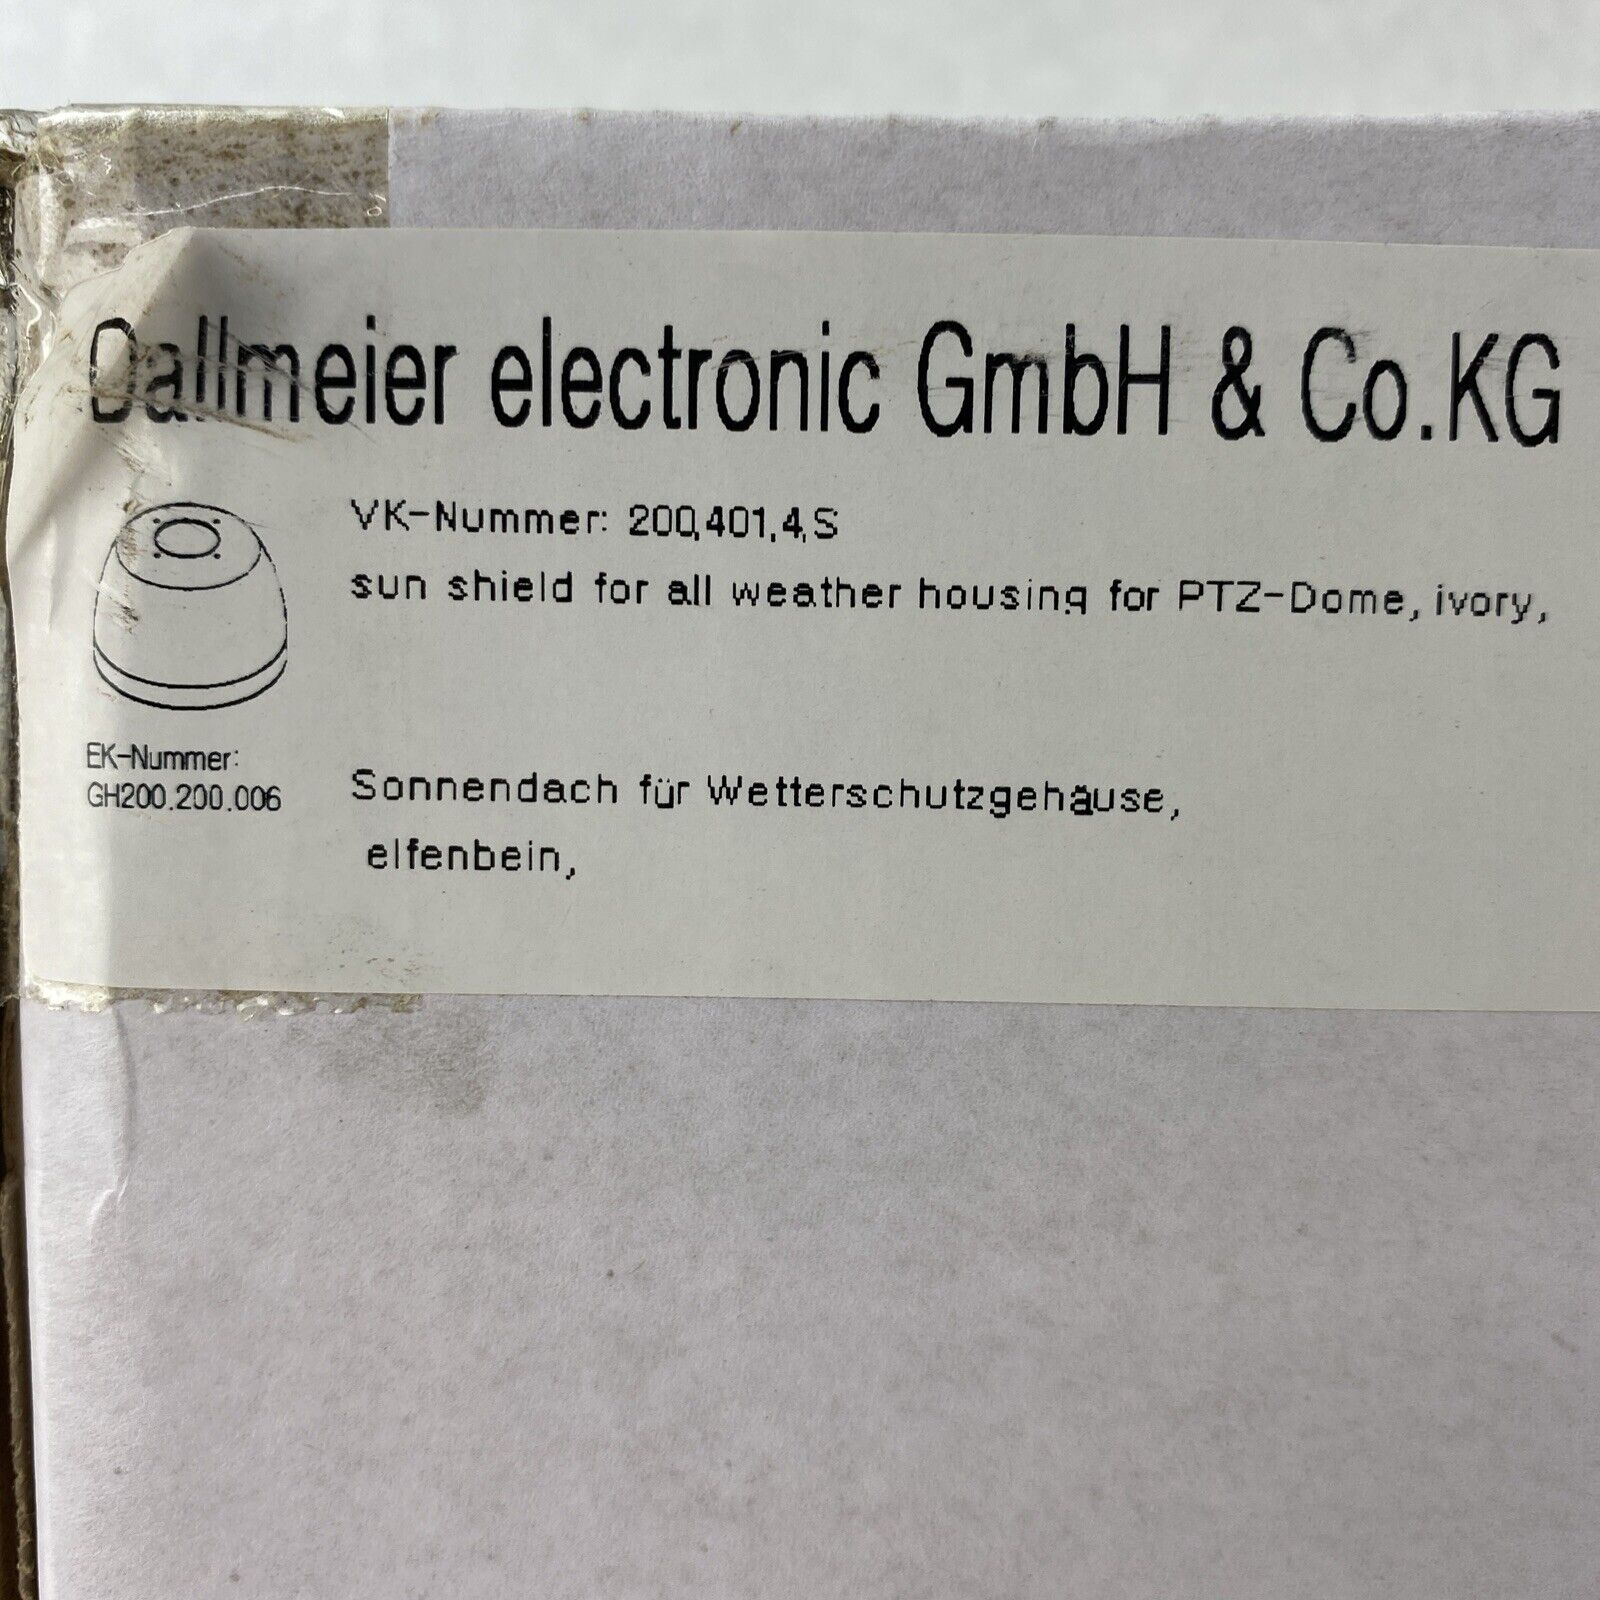 Dallmeier electronic GmbH & Co.KG
VK-Nummer: 200.401.4.S
sun shield for all weather housing for PTZ-Dome, ivory,
EK-Nummer:
GH200.200.006
Sonnendach für Wetterschutzgehäuse,
elfenbein,